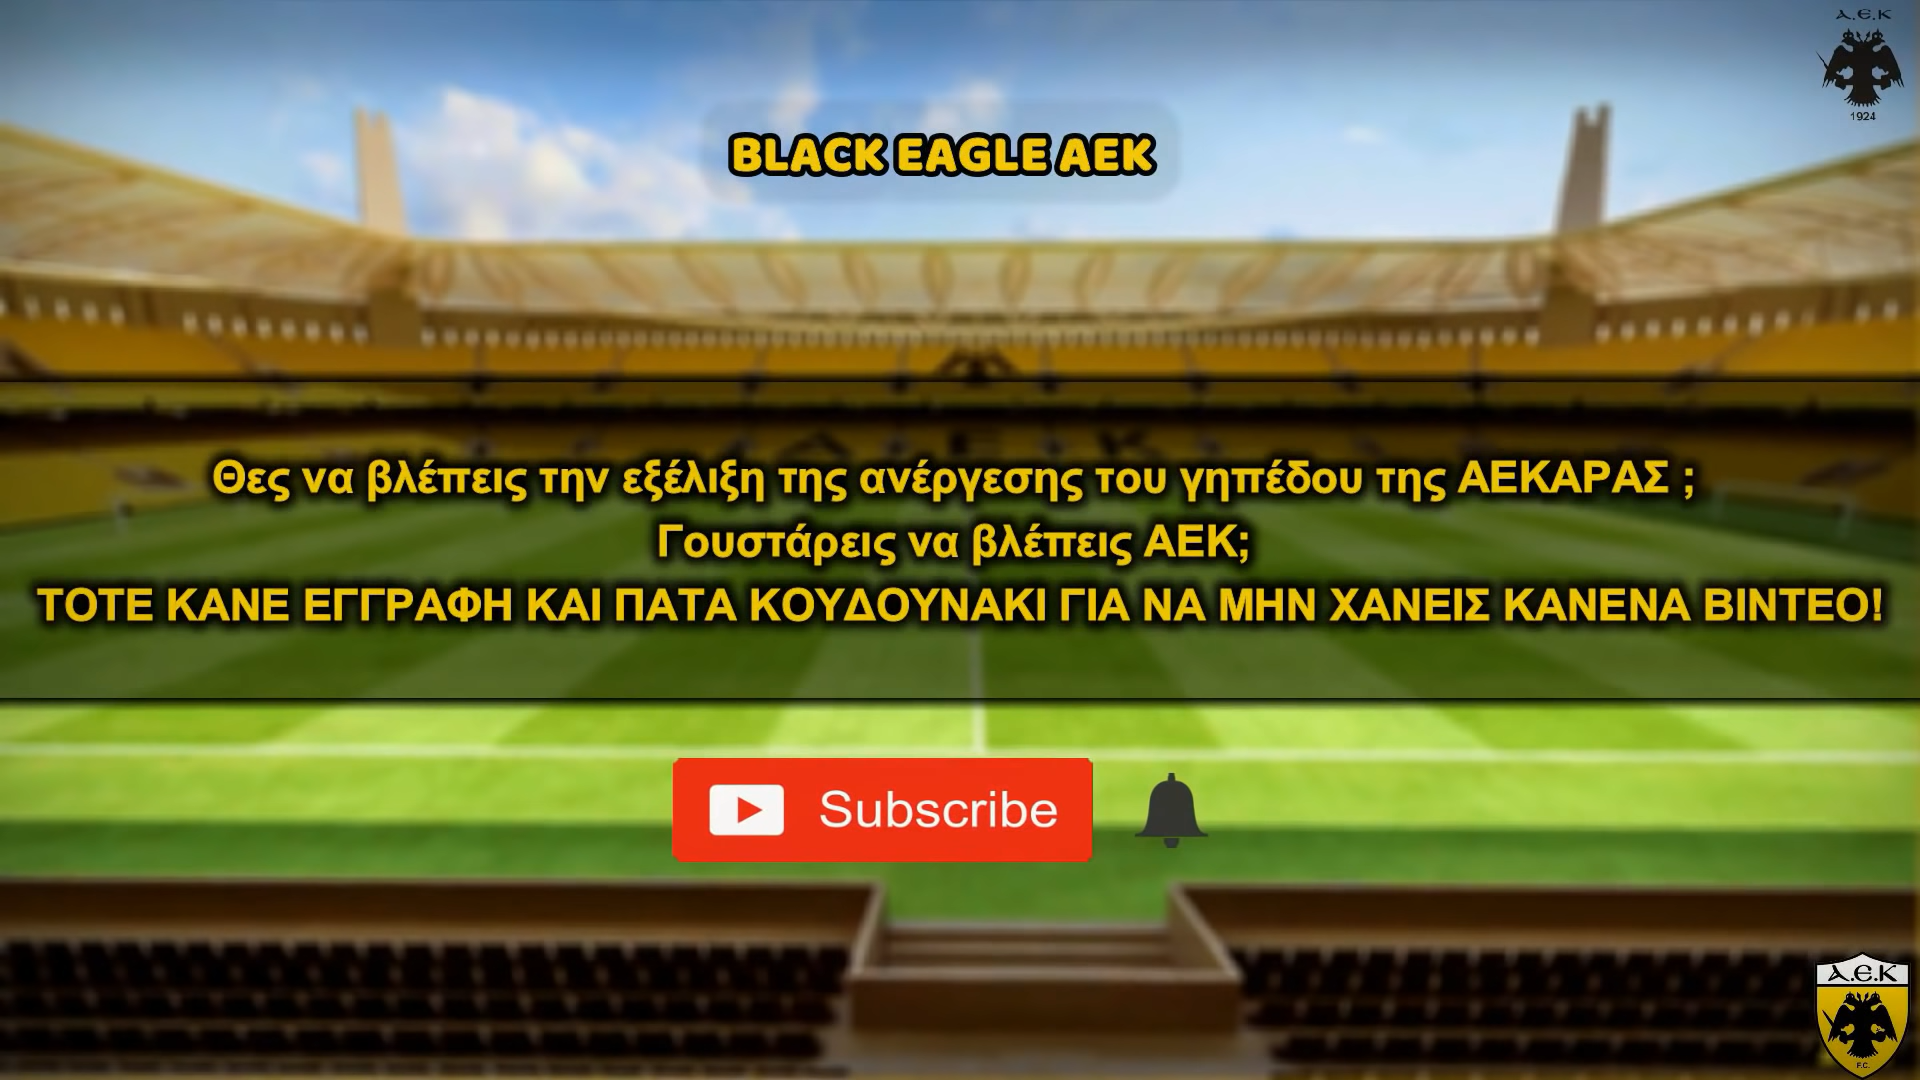 Α.Ε.Κ
1924
BLACK EAGLE AEK
Α Ε Κ
Θες να βλέπεις την εξέλιξη της ανέργεσης του γηπέδου της ΑΕΚΑΡΑΣ ;
Γουστάρεις να βλέπεις ΑΕΚ;
ΤΟΤΕ ΚΑΝΕ ΕΓΓΡΑΦΗ ΚΑΙ ΠΑΤΑ ΚΟΥΔΟΥΝΑΚΙ ΓΙΑ ΝΑ ΜΗΝ ΧΑΝΕΙΣ ΚΑΝΕΝΑ ΒΙΝΤΕΟ!
Subscribe
Α.Ε.Κ
F.C.